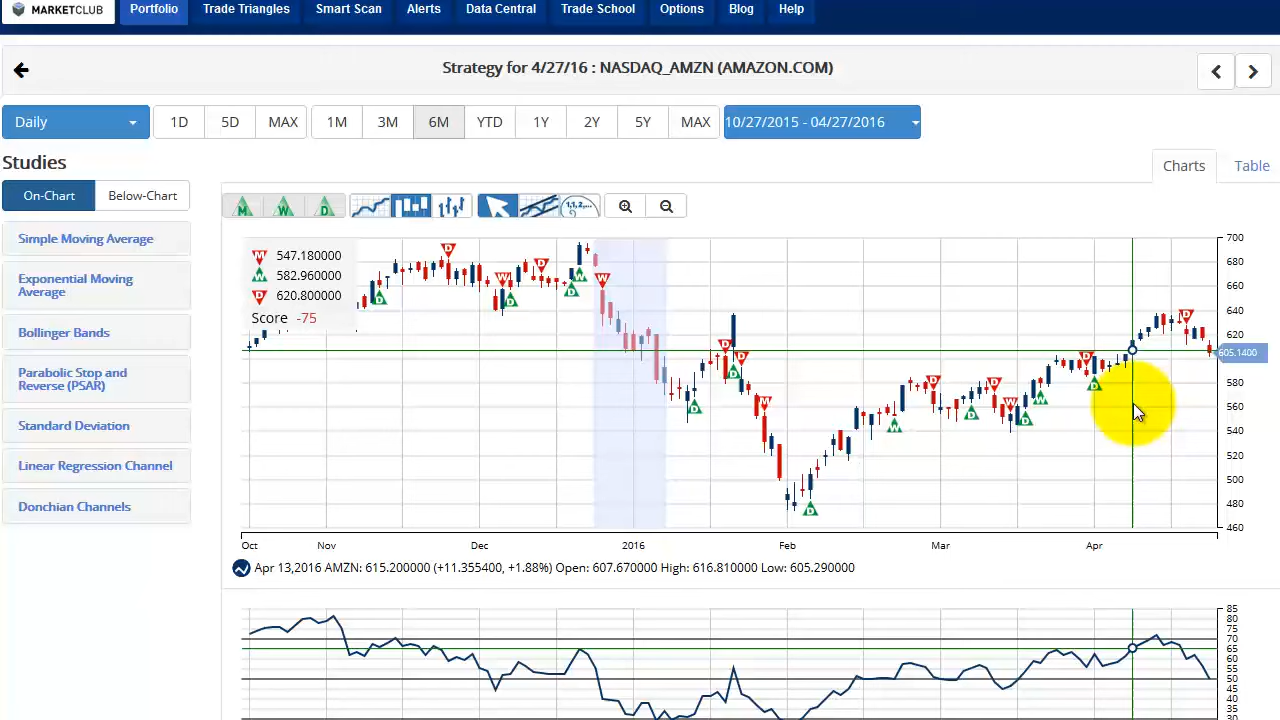 MARKETCLUB Portfolio Trade Triangles Smart Scan Alerts Data Central Trade School Options Blog Help
Strategy for 4/27/16 : NASDAQ_AMZN (AMAZON.COM)
Daily 1D 5D MAX 1M 3M 6M YTD 1Y 2Y 5Y MAX 10/27/2015 - 04/27/2016
Studies
Charts Table
On-Chart Below-Chart
M W D 1,1,2,...
Simple Moving Average
Exponential Moving
Average
Bollinger Bands
Parabolic Stop and
Reverse (PSAR)
Standard Deviation
Linear Regression Channel
Donchian Channels
M 547.180000
W 582.960000
D 620.800000
Score -75
D D W D D W D W D D D D W D W W D D D W D W D D D
700
680
660
640
620
605.1400
580
560
540
520
500
480
460
Oct Nov Dec 2016 Feb Mar Apr
Apr 13,2016 AMZN: 615.200000 (+11.355400, +1.88%) Open: 607.670000 High: 616.810000 Low: 605.290000
85
80
75
70
65
60
55
50
45
40
35
30